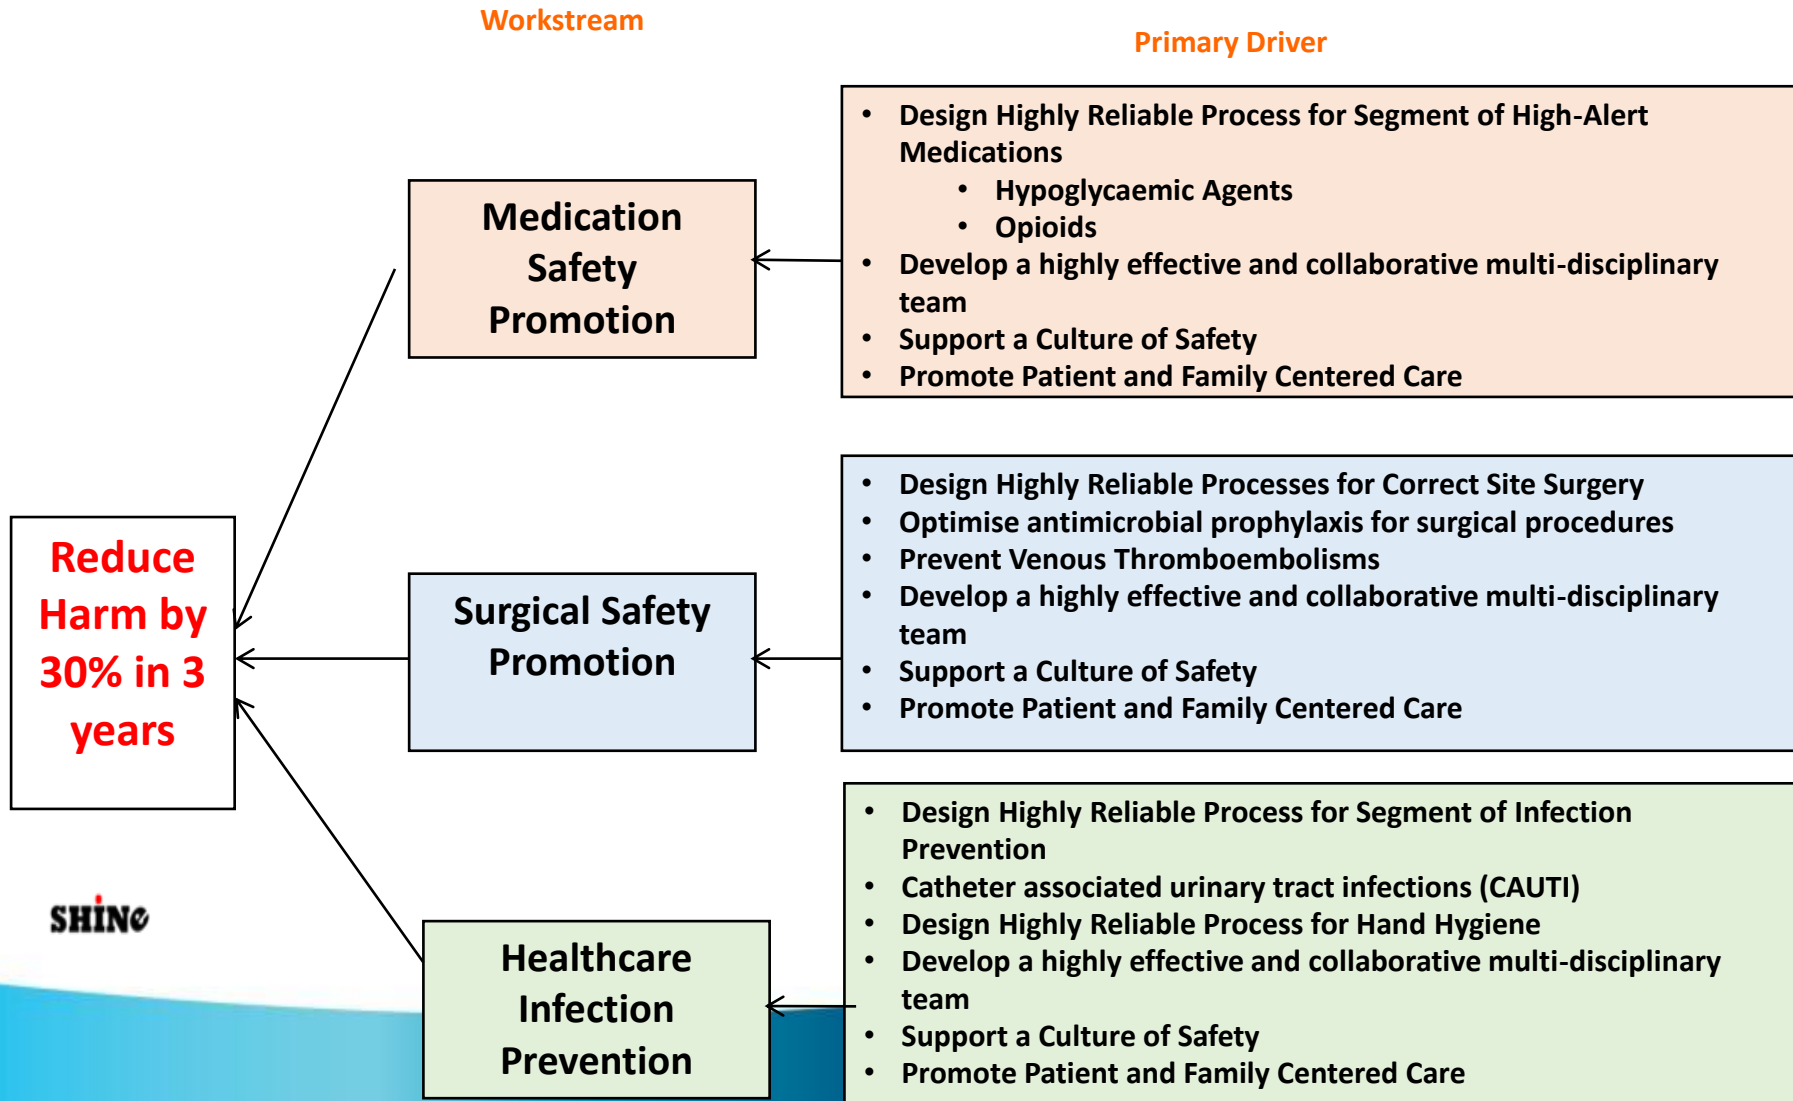 Workstream
Primary Driver
• Design Highly Reliable Process for Segment of High-Alert
Medications
• Hypoglycaemic Agents
• Opioids
• Develop a highly effective and collaborative multi-disciplinary
team
• Support a Culture of Safety
• Promote Patient and Family Centered Care
Medication
Safety
Promotion
• Design Highly Reliable Processes for Correct Site Surgery
• Optimise antimicrobial prophylaxis for surgical procedures
• Prevent Venous Thromboembolisms
• Develop a highly effective and collaborative multi-disciplinary
team
• Support a Culture of Safety
• Promote Patient and Family Centered Care
Surgical Safety
Promotion
Reduce
Harm by
30% in 3
years
• Design Highly Reliable Process for Segment of Infection
Prevention
• Catheter associated urinary tract infections (CAUTI)
• Design Highly Reliable Process for Hand Hygiene
• Develop a highly effective and collaborative multi-disciplinary
team
• Support a Culture of Safety
• Promote Patient and Family Centered Care
Healthcare
Infection
Prevention
SHINe